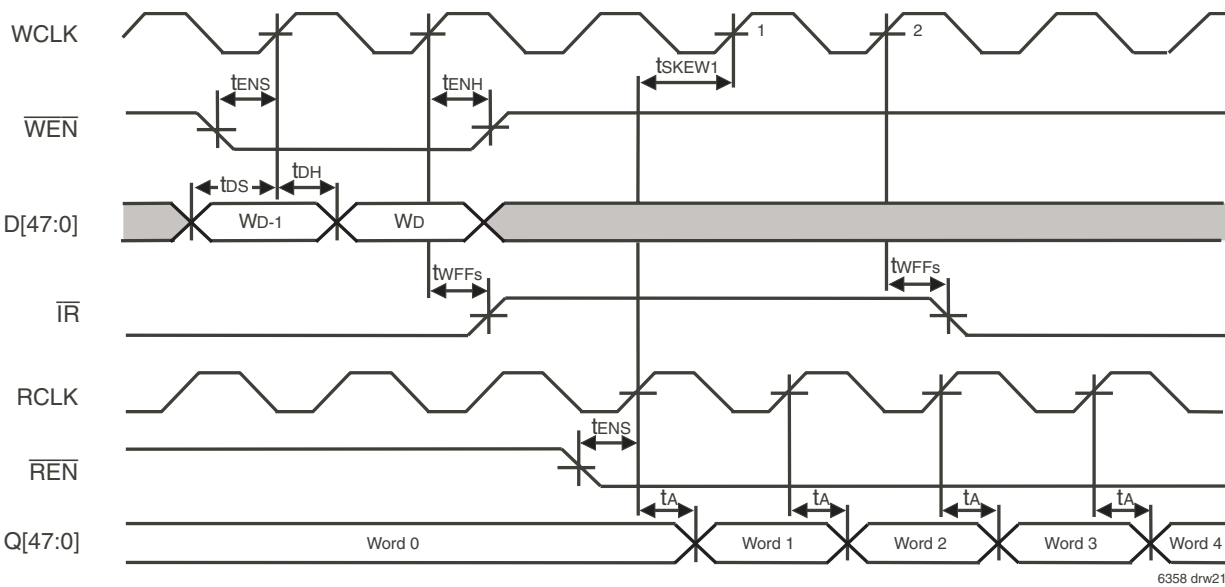 WCLK
1
2
tSKEW1
tENS
tENH
WEN
tDS
tDH
D[47:0]
WD-1
WD
tWFFs
tWFFs
IR
RCLK
tENS
REN
tA
tA
tA
tA
Q[47:0]
Word 0
Word 1
Word 2
Word 3
Word 4
6358 drw21